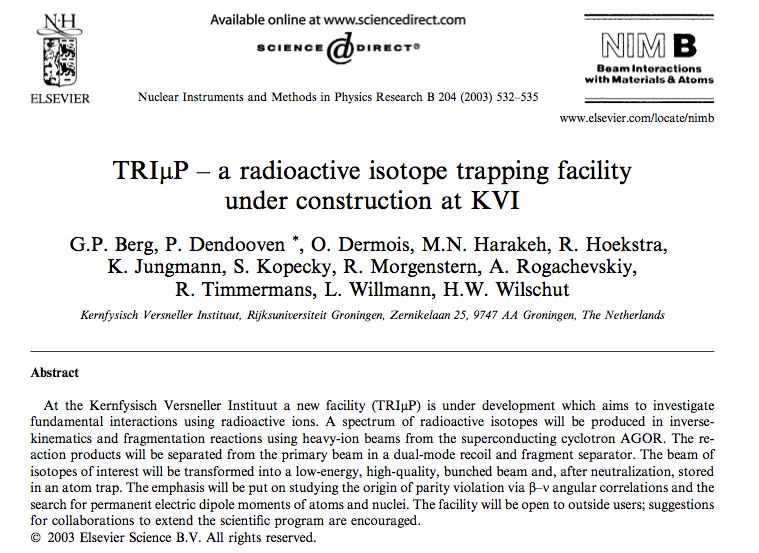 N·H
ELSEVIER
Available online at www.sciencedirect.com
SCIENCE @ DIRECT®
Nuclear Instruments and Methods in Physics Research B 204 (2003) 532–535
NIM B
Beam Interactions
with Materials & Atoms
www.elsevier.com/locate/nimb
TRIμP – a radioactive isotope trapping facility
under construction at KVI
G.P. Berg, P. Dendooven *, O. Dermois, M.N. Harakeh, R. Hoekstra,
K. Jungmann, S. Kopecky, R. Morgenstern, A. Rogachevskiy,
R. Timmermans, L. Willmann, H.W. Wilschut
Kernfysisch Versneller Instituut, Rijksuniversiteit Groningen, Zernikelaan 25, 9747 AA Groningen, The Netherlands
Abstract
At the Kernfysisch Versneller Instituut a new facility (TRIμP) is under development which aims to investigate
fundamental interactions using radioactive ions. A spectrum of radioactive isotopes will be produced in inverse-
kinematics and fragmentation reactions using heavy-ion beams from the superconducting cyclotron AGOR. The re-
action products will be separated from the primary beam in a dual-mode recoil and fragment separator. The beam of
isotopes of interest will be transformed into a low-energy, high-quality, bunched beam and, after neutralization, stored
in an atom trap. The emphasis will be put on studying the origin of parity violation via β–ν angular correlations and the
search for permanent electric dipole moments of atoms and nuclei. The facility will be open to outside users; suggestions
for collaborations to extend the scientific program are encouraged.
© 2003 Elsevier Science B.V. All rights reserved.